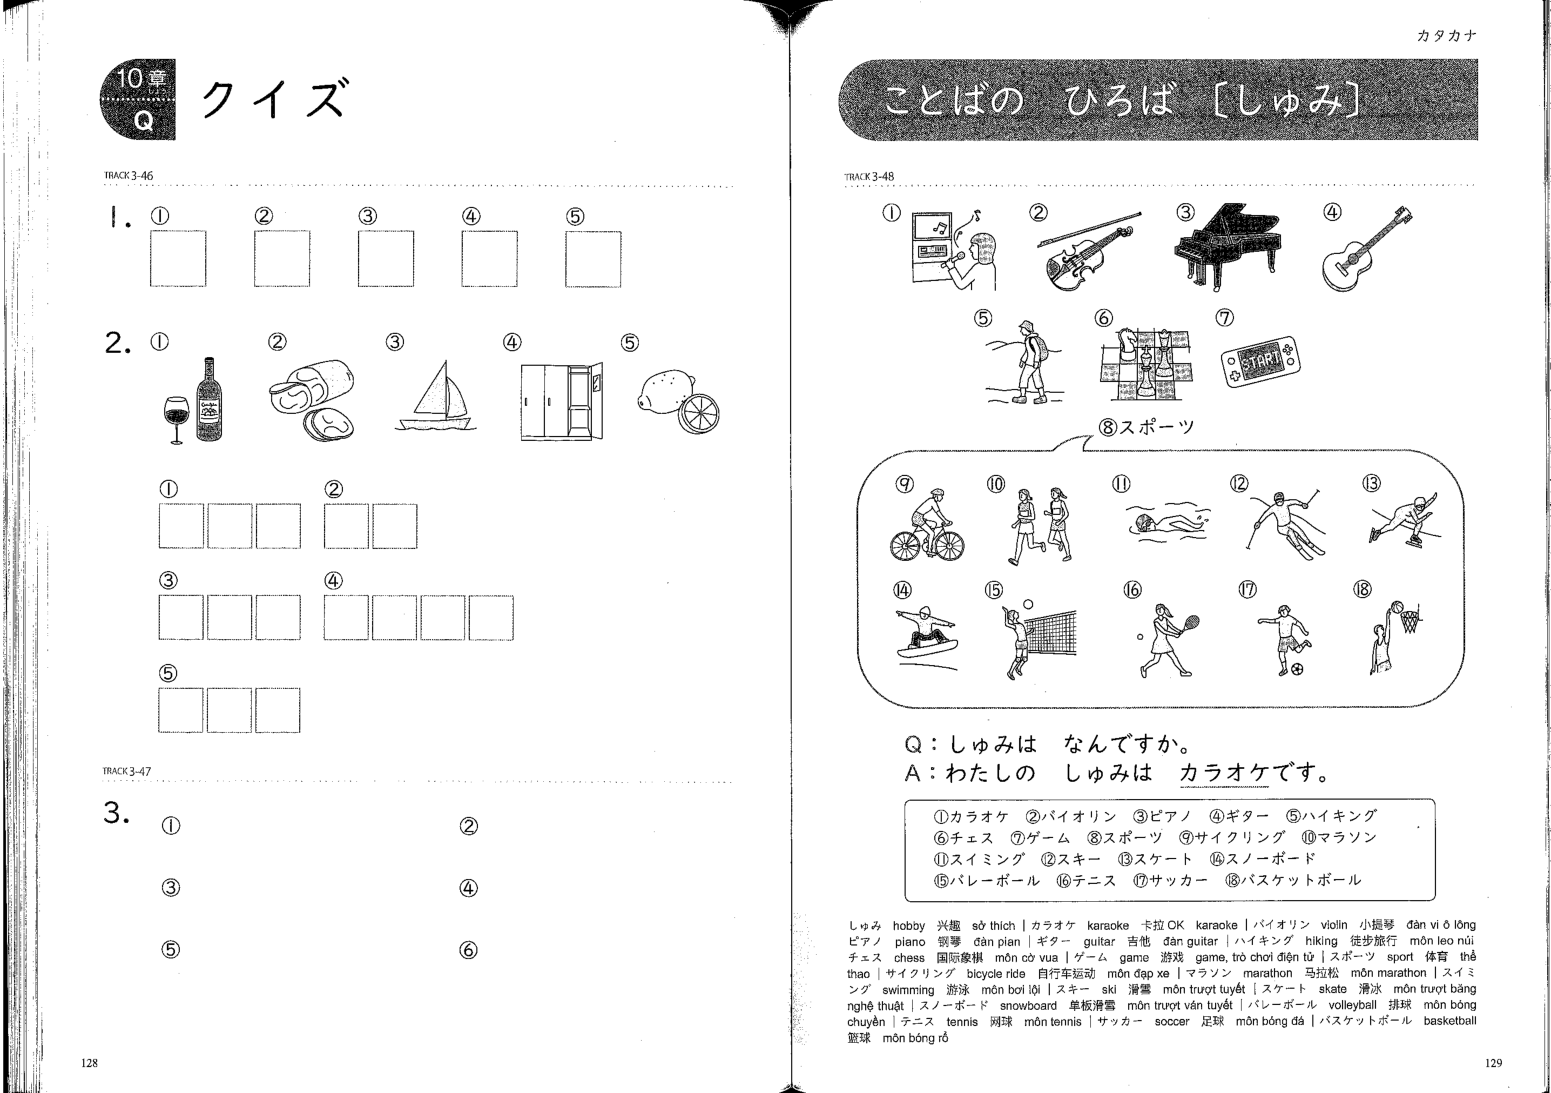 10章
Q
クイズ
TRACK 3-46
1. ① ② ③ ④ ⑤
2. ① ② ③ ④ ⑤
① ②
③ ④
⑤
TRACK 3-47
3. ① ②
③ ④
⑤ ⑥
128
カタカナ
ことばの ひろば〔しゅみ〕
TRACK 3-48
① ② ③ ④
⑤ ⑥ ⑦
START
⑧スポーツ
⑨ ⑩ ⑪ ⑫ ⑬
⑭ ⑮ ⑯ ⑰ ⑱
Q：しゅみは なんですか。
A：わたしの しゅみは カラオケです。
①カラオケ ②バイオリン ③ピアノ ④ギター ⑤ハイキング
⑥チェス ⑦ゲーム ⑧スポーツ ⑨サイクリング ⑩マラソン
⑪スイミング ⑫スキー ⑬スケート ⑭スノーボード
⑮バレーボール ⑯テニス ⑰サッカー ⑱バスケットボール
しゅみ hobby 兴趣 sở thích | カラオケ karaoke 卡拉OK karaoke | バイオリン violin 小提琴 đàn vi ô lông
ピアノ piano 钢琴 đàn pian | ギター guitar 吉他 đàn guitar | ハイキング hiking 徒步旅行 môn leo núi
チェス chess 国际象棋 môn cờ vua | ゲーム game 游戏 game, trò chơi điện tử | スポーツ sport 体育 thể
thao | サイクリング bicycle ride 自行车运动 môn đạp xe | マラソン marathon 马拉松 môn marathon | スイミ
ング swimming 游泳 môn bơi lội | スキー ski 滑雪 môn trượt tuyết | スケート skate 滑冰 môn trượt băng
nghệ thuật | スノーボード snowboard 单板滑雪 môn trượt ván tuyết | バレーボール volleyball 排球 môn bóng
chuyền | テニス tennis 网球 môn tennis | サッカー soccer 足球 môn bóng đá | バスケットボール basketball
篮球 môn bóng rổ
129